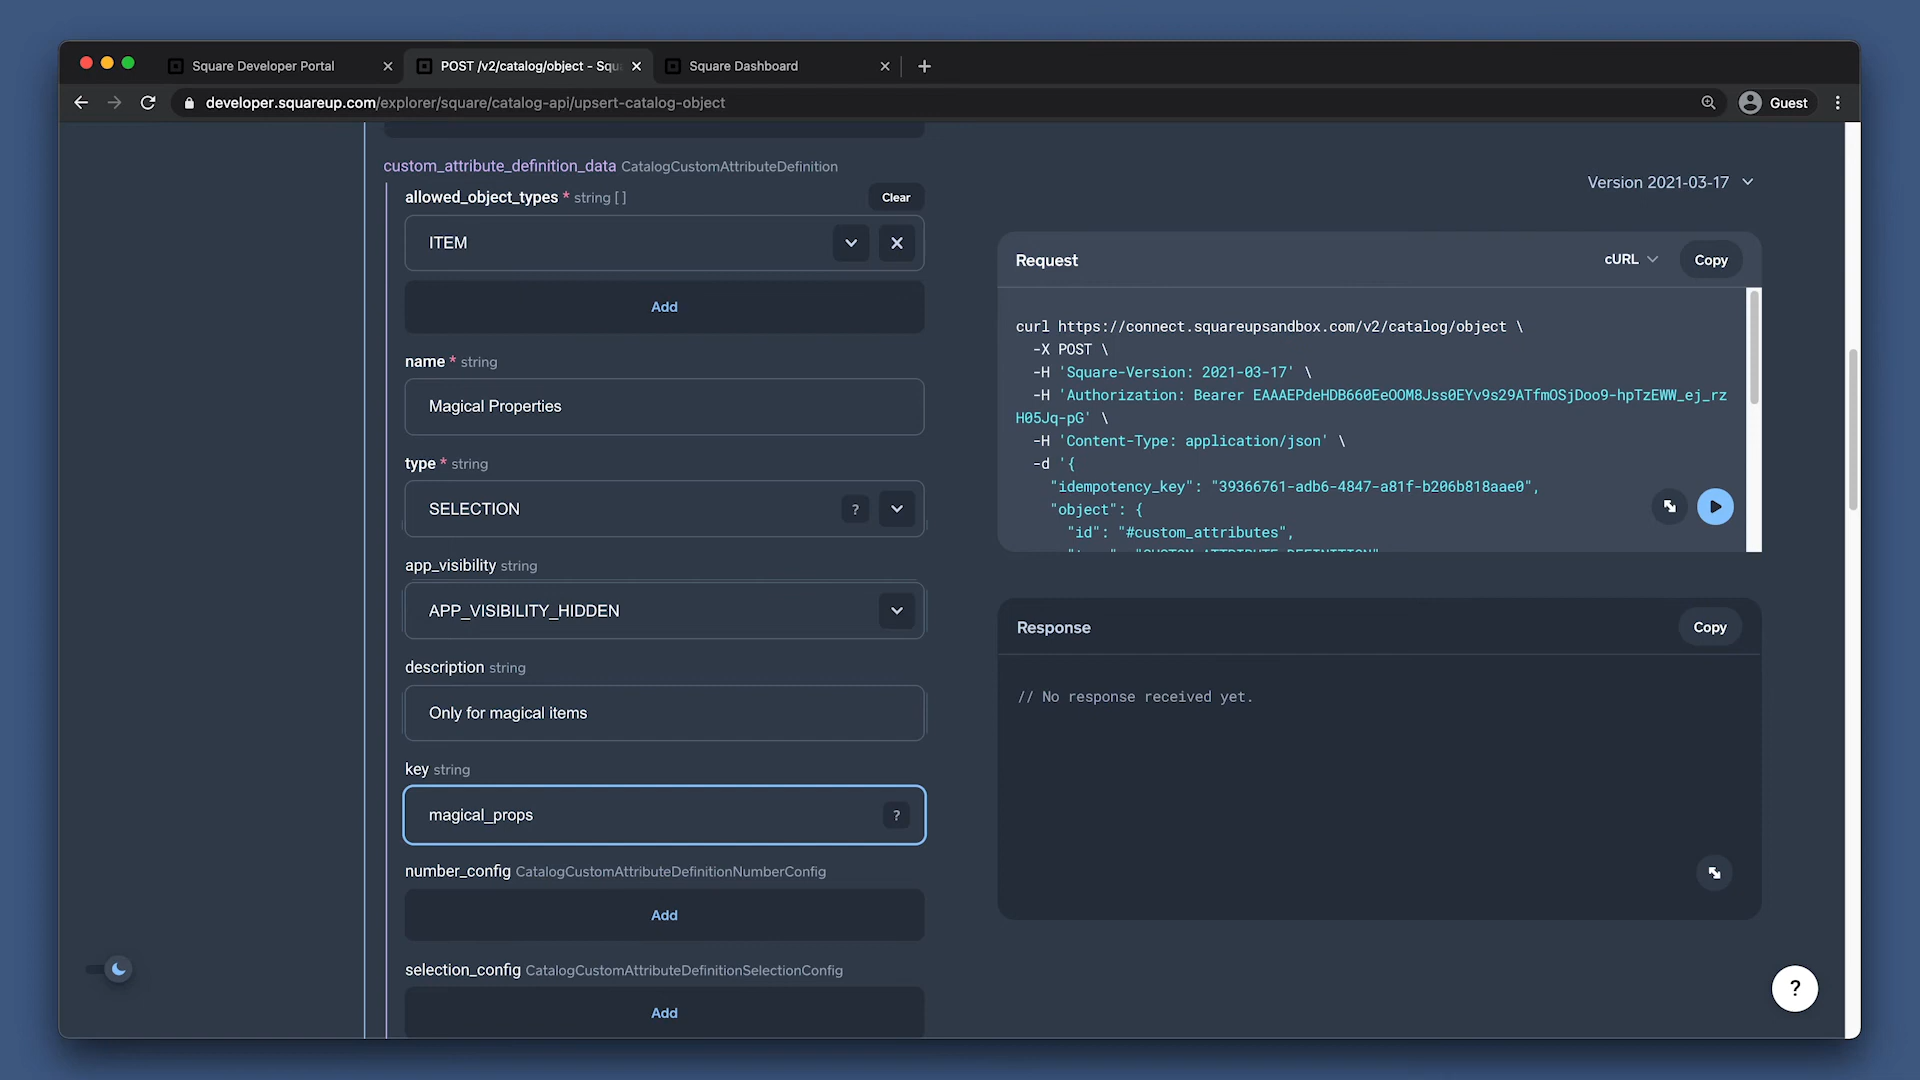 Square Developer Portal
POST /v2/catalog/object - Squ
Square Dashboard
developer.squareup.com/explorer/square/catalog-api/upsert-catalog-object
Guest
custom_attribute_definition_data CatalogCustomAttributeDefinition
allowed_object_types * string [ ]
Clear
ITEM
Add
name * string
Magical Properties
type * string
SELECTION
?
app_visibility string
APP_VISIBILITY_HIDDEN
description string
Only for magical items
key string
magical_props
?
number_config CatalogCustomAttributeDefinitionNumberConfig
Add
selection_config CatalogCustomAttributeDefinitionSelectionConfig
Add
Version 2021-03-17
Request
cURL
Copy
curl https://connect.squareupsandbox.com/v2/catalog/object \
-X POST \
-H 'Square-Version: 2021-03-17' \
-H 'Authorization: Bearer EAAAEPdeHDB660EeOOM8Jss0EYv9s29ATfmOSjDoo9-hpTzEWW_ej_rz
H05Jq-pG' \
-H 'Content-Type: application/json' \
-d '{
"idempotency_key": "39366761-adb6-4847-a81f-b206b818aae0",
"object": {
"id": "#custom_attributes",
Response
Copy
// No response received yet.
?